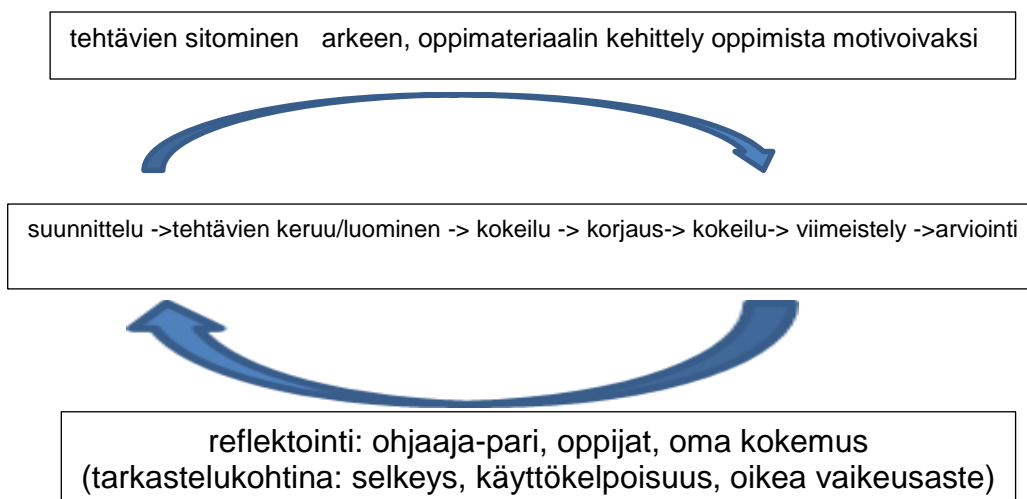 tehtävien sitominen arkeen, oppimateriaalin kehittely oppimista motivoivaksi
suunnittelu ->tehtävien keruu/luominen -> kokeilu -> korjaus-> kokeilu-> viimeistely ->arviointi
reflektointi: ohjaaja-pari, oppijat, oma kokemus
(tarkastelukohtina: selkeys, käyttökelpoisuus, oikea vaikeusaste)